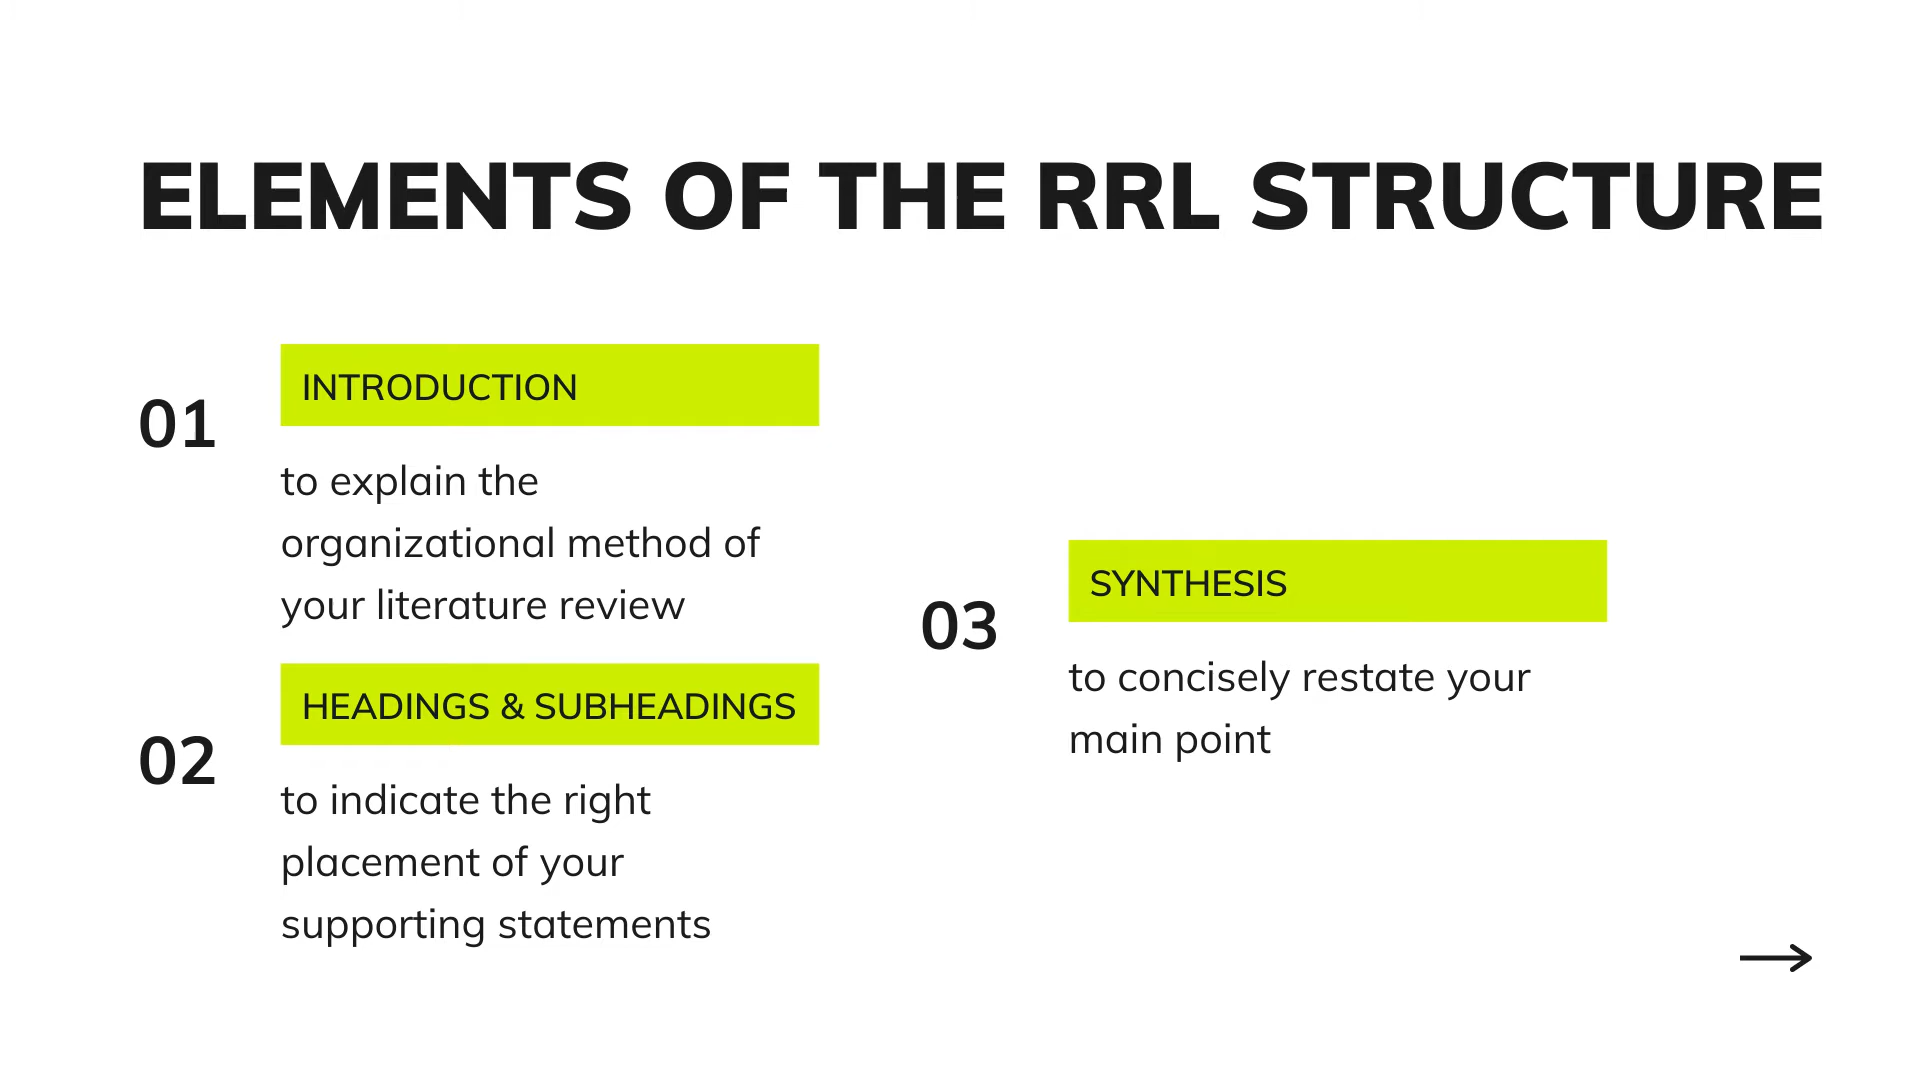 ELEMENTS OF THE RRL STRUCTURE
01
INTRODUCTION
to explain the
organizational method of
your literature review
02
HEADINGS & SUBHEADINGS
to indicate the right
placement of your
supporting statements
03
SYNTHESIS
to concisely restate your
main point